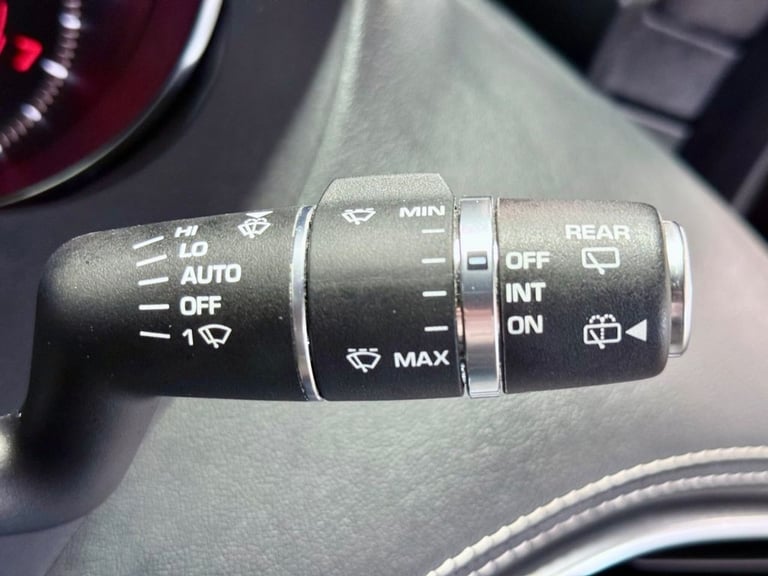 HI
LO
AUTO
OFF
1
MIN
MAX
REAR
OFF
INT
ON